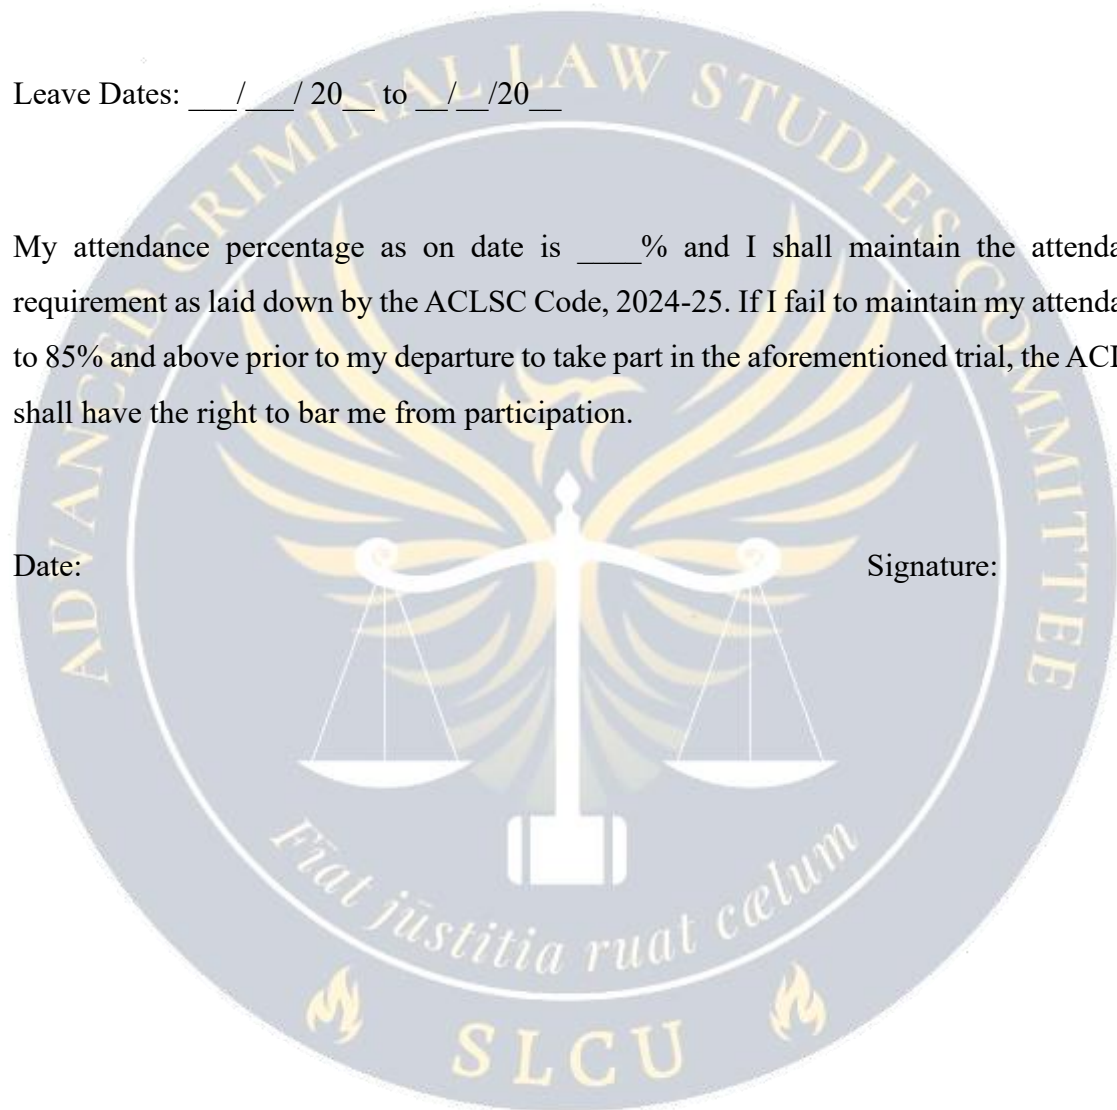 Leave Dates: ___/___/ 20__ to __/__/20__
My attendance percentage as on date is ____% and I shall maintain the attenda
requirement as laid down by the ACLSC Code, 2024-25. If I fail to maintain my attenda
to 85% and above prior to my departure to take part in the aforementioned trial, the ACL
shall have the right to bar me from participation.
Date: Signature:
ADVANCED CRIMINAL LAW STUDIES COMMITTEE
Fīat jūstitia ruat cælum
SLCU